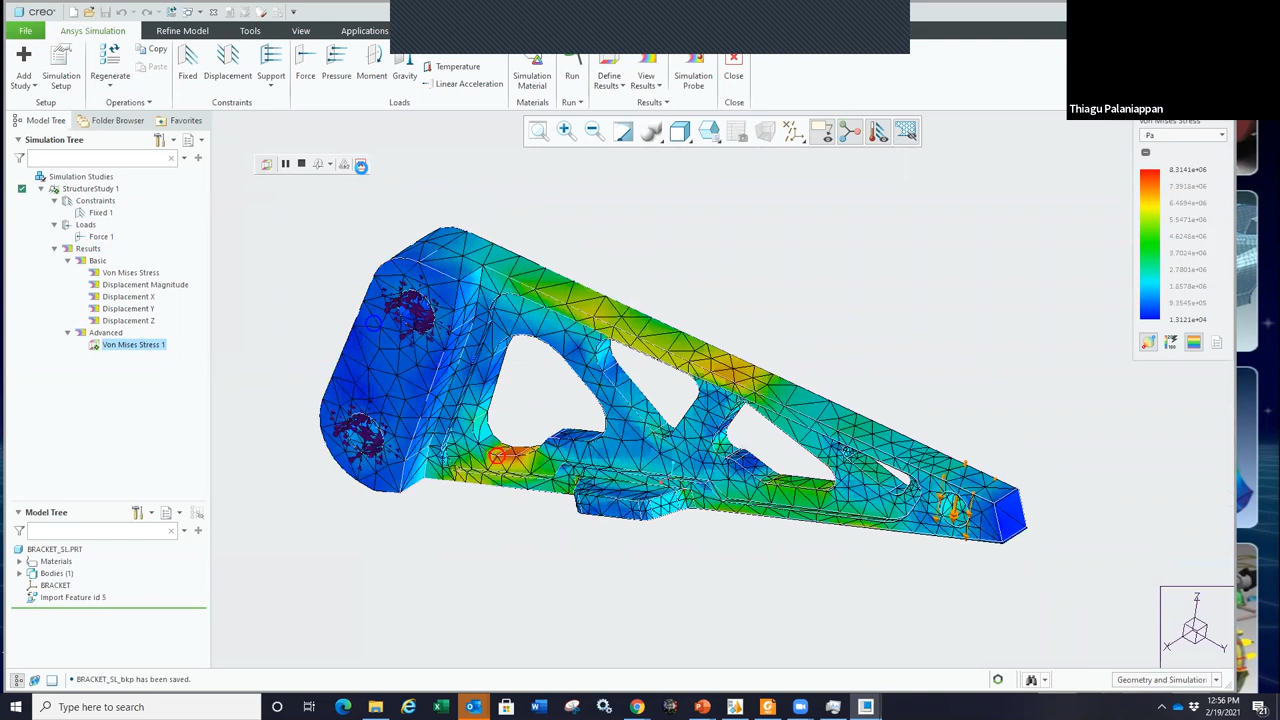 creo
File
Ansys Simulation
Refine Model
Tools
View
Applications
Add Study
Simulation Setup
Regenerate
Copy
Paste
Fixed
Displacement
Support
Force
Pressure
Moment
Gravity
Temperature
Linear Acceleration
Simulation Material
Run
Define Results
View Results
Simulation Probe
Close
Setup
Operations
Constraints
Loads
Materials
Run
Results
Close
Thiagu Palaniappan
Model Tree
Folder Browser
Favorites
Simulation Tree
Simulation Studies
StructureStudy 1
Constraints
Fixed 1
Loads
Force 1
Results
Basic
Von Mises Stress
Displacement Magnitude
Displacement X
Displacement Y
Displacement Z
Advanced
Von Mises Stress 1
Von Mises Stress
Pa
8.3141e+06
7.3918e+06
6.4694e+06
5.5471e+06
4.6248e+06
3.7024e+06
2.7801e+06
1.8578e+06
9.3545e+05
1.3121e+04
Model Tree
BRACKET_SL.PRT
Materials
Bodies (1)
BRACKET
Import Feature id 5
Z
X
Y
• BRACKET_SL_bkp has been saved.
Geometry and Simulation
Type here to search
12:56 PM
2/19/2021